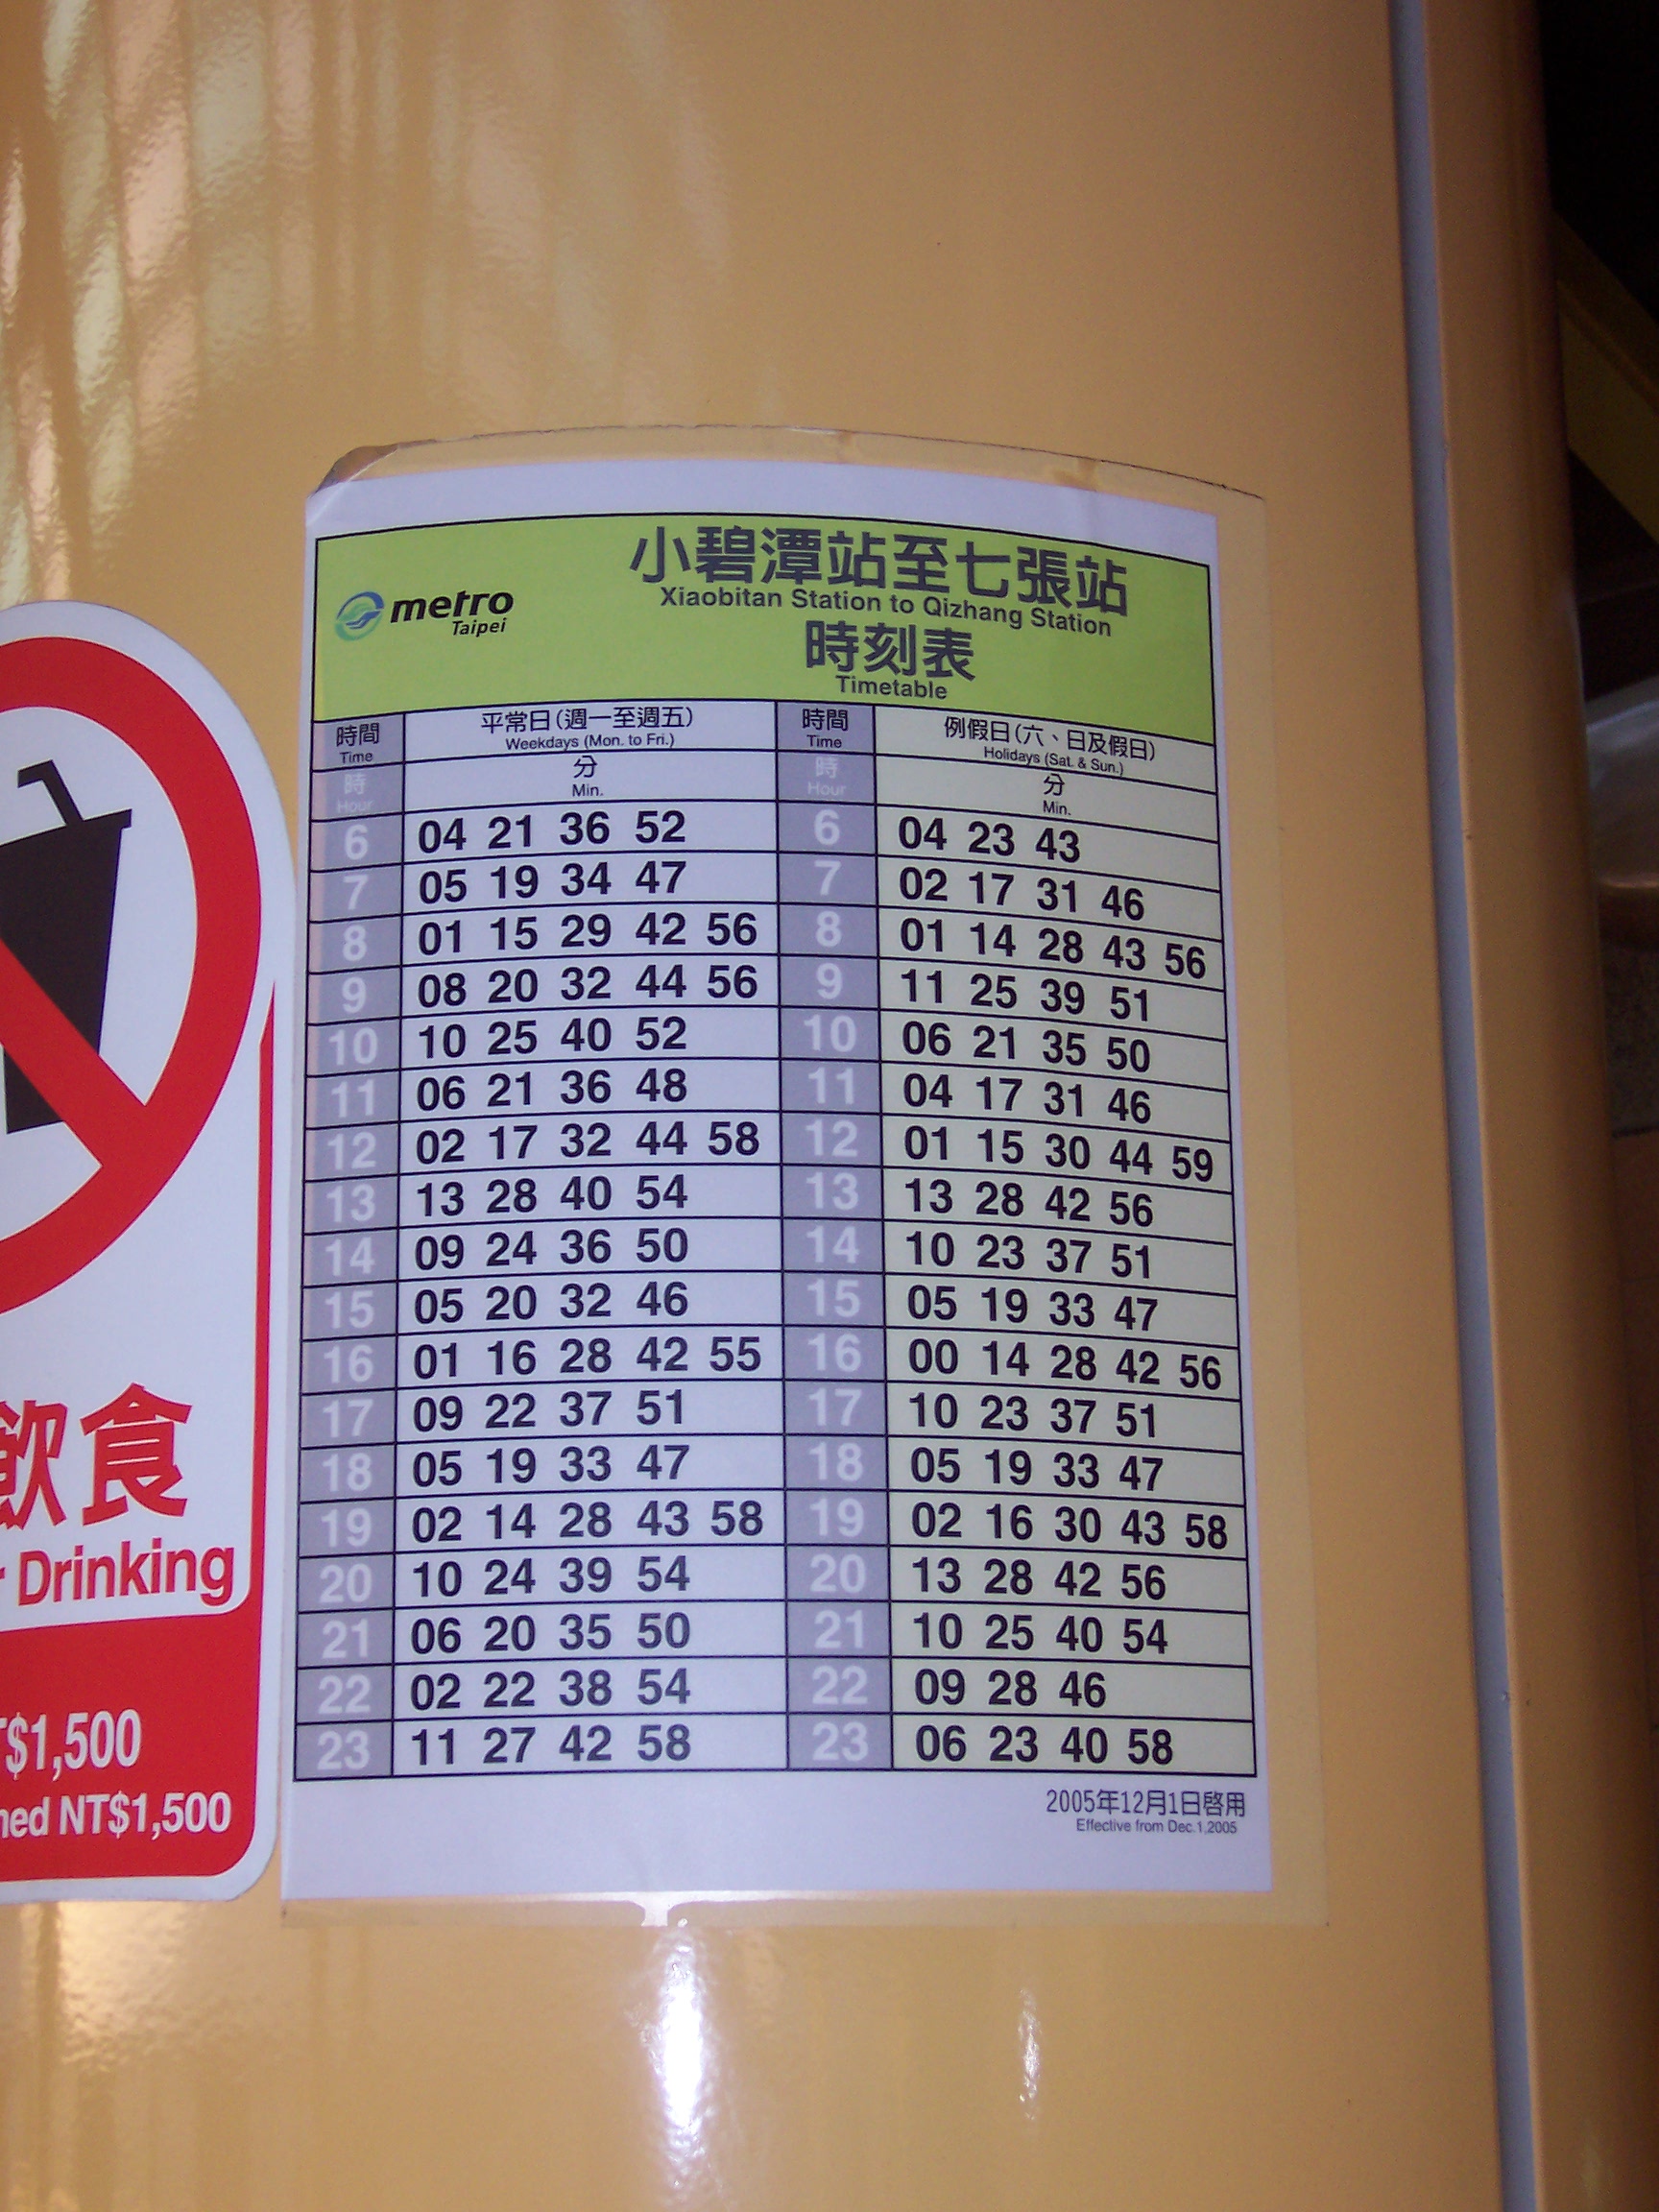 小碧潭站至七張站
Xiaobitan Station to Qizhang Station
metro
Taipei
時刻表
Timetable
時間 平常日(週一至週五) 時間 例假日(六、日及假日)
Time Weekdays (Mon. to Fri.) Time Holidays (Sat. & Sun.)
時 分 時 分
Hour Min. Hour Min.
6 04 21 36 52 6 04 23 43
7 05 19 34 47 7 02 17 31 46
8 01 15 29 42 56 8 01 14 28 43 56
9 08 20 32 44 56 9 11 25 39 51
10 10 25 40 52 10 06 21 35 50
11 06 21 36 48 11 04 17 31 46
12 02 17 32 44 58 12 01 15 30 44 59
13 13 28 40 54 13 13 28 42 56
14 09 24 36 50 14 10 23 37 51
15 05 20 32 46 15 05 19 33 47
16 01 16 28 42 55 16 00 14 28 42 56
17 09 22 37 51 17 10 23 37 51
18 05 19 33 47 18 05 19 33 47
19 02 14 28 43 58 19 02 16 30 43 58
20 10 24 39 54 20 13 28 42 56
21 06 20 35 50 21 10 25 40 54
22 02 22 38 54 22 09 28 46
23 11 27 42 58 23 06 23 40 58
2005年12月1日啓用
Effective from Dec.1,2005
飲食
Drinking
$1,500
NT$1,500